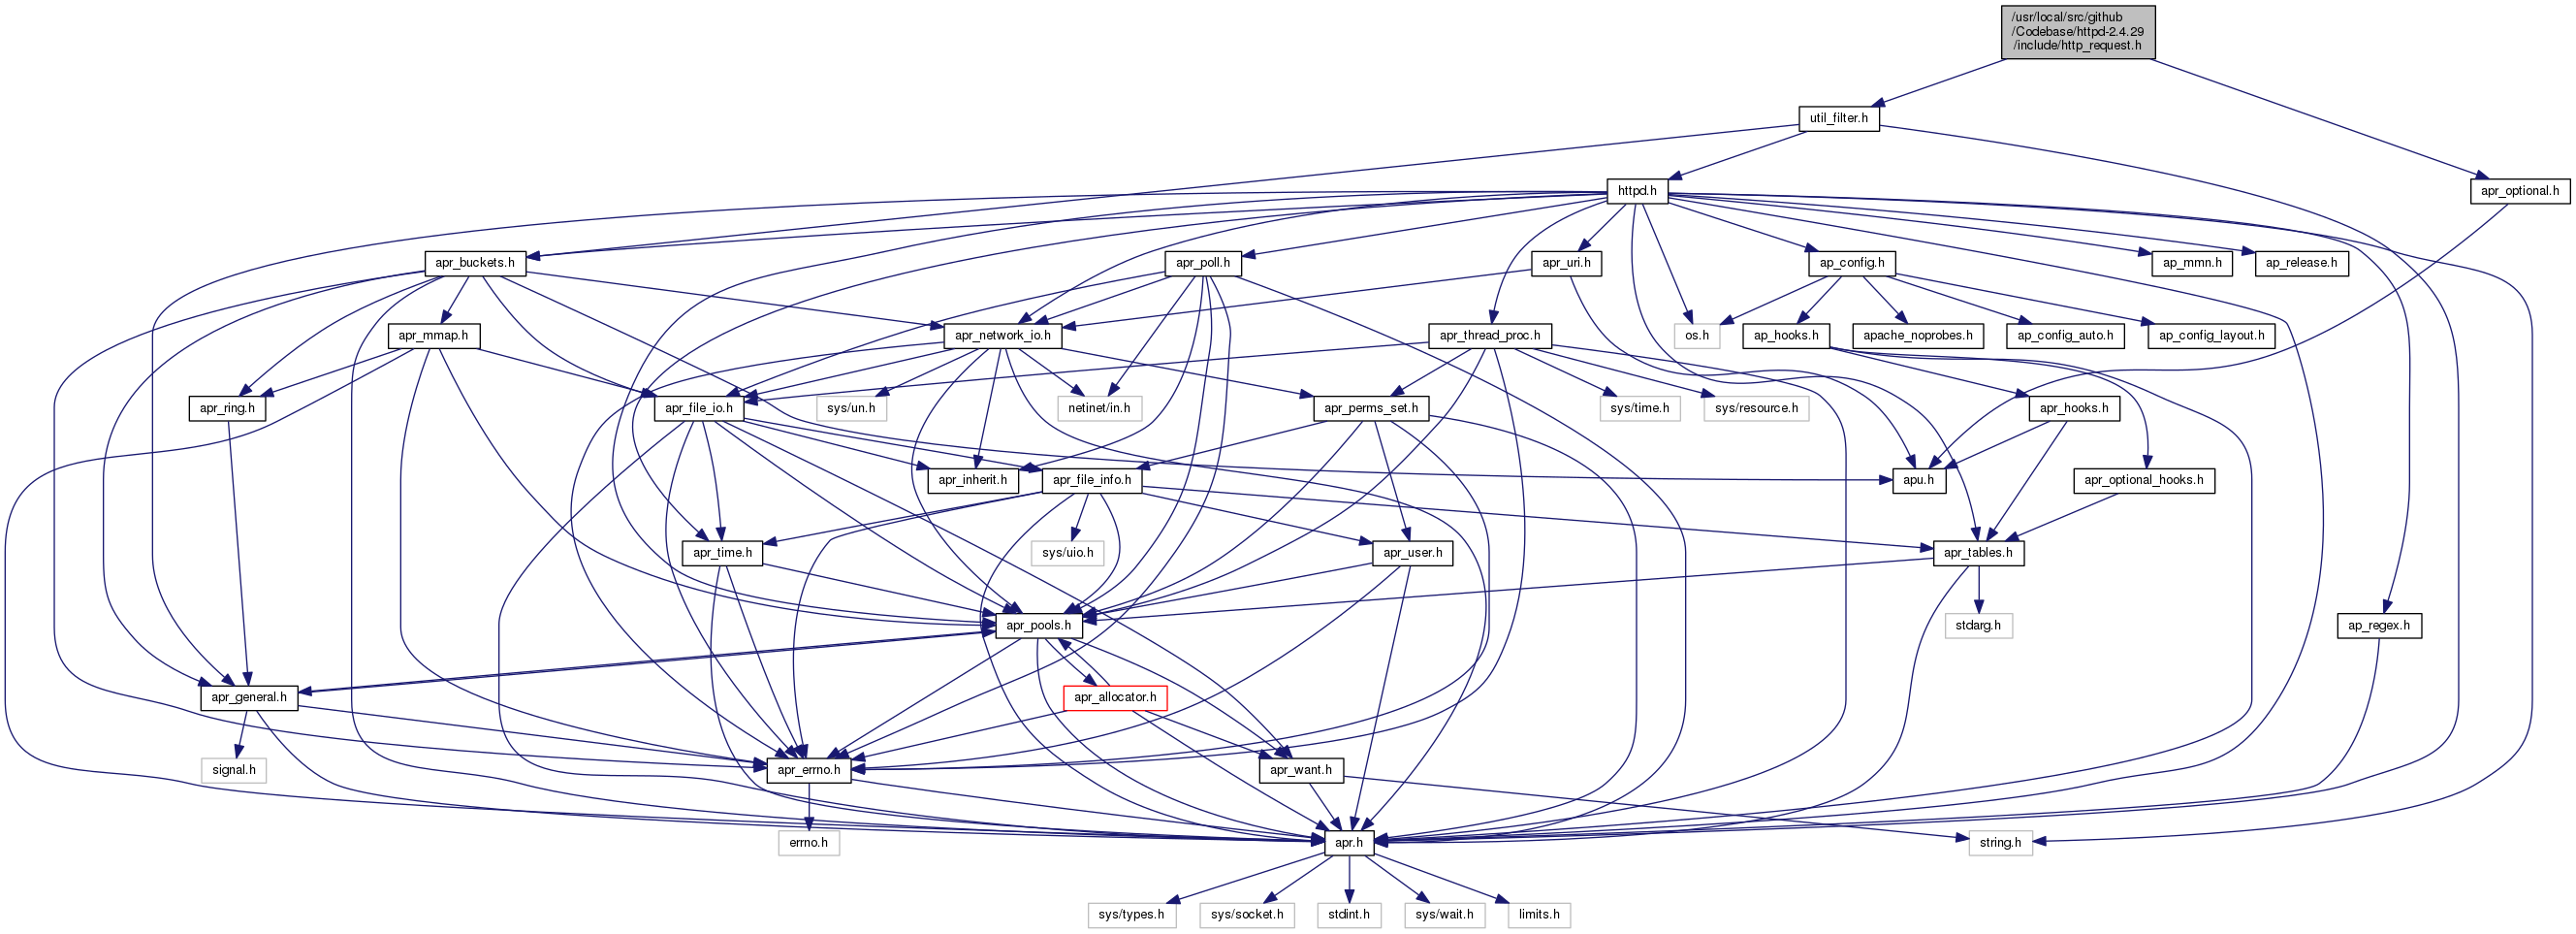 /usr/local/src/github
/Codebase/httpd-2.4.29
/include/http_request.h
util_filter.h
httpd.h
apr_optional.h
apr_buckets.h
apr_poll.h
apr_uri.h
ap_config.h
ap_mmn.h
ap_release.h
apr_mmap.h
apr_network_io.h
apr_thread_proc.h
os.h
ap_hooks.h
apache_noprobes.h
ap_config_auto.h
ap_config_layout.h
apr_ring.h
apr_file_io.h
sys/un.h
netinet/in.h
apr_perms_set.h
sys/time.h
sys/resource.h
apr_hooks.h
apr_inherit.h
apr_file_info.h
apu.h
apr_optional_hooks.h
apr_time.h
sys/uio.h
apr_user.h
apr_tables.h
apr_pools.h
stdarg.h
ap_regex.h
apr_general.h
apr_allocator.h
signal.h
apr_errno.h
apr_want.h
errno.h
apr.h
string.h
sys/types.h
sys/socket.h
stdint.h
sys/wait.h
limits.h